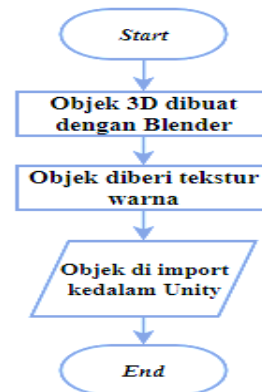 Start
Objek 3D dibuat
dengan Blender
Objek diberi tekstur
warna
Objek di import
kedalam Unity
End